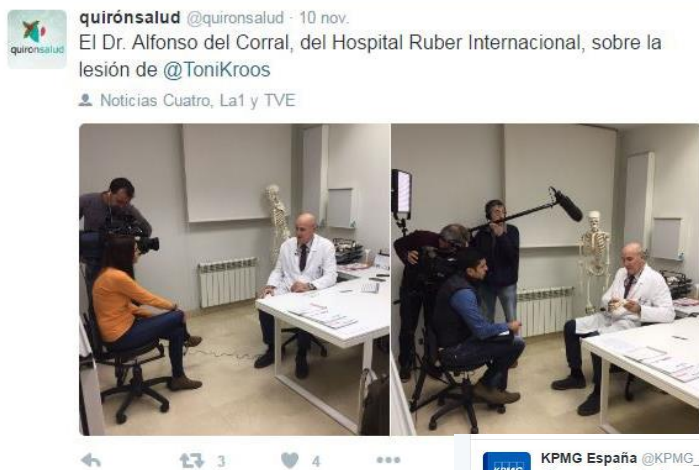 quirónsalud @quironsalud · 10 nov.
El Dr. Alfonso del Corral, del Hospital Ruber Internacional, sobre la
lesión de @ToniKroos
Noticias Cuatro, La1 y TVE
quirónsalud
3
4
KPMG España @KPMG_
KPMG